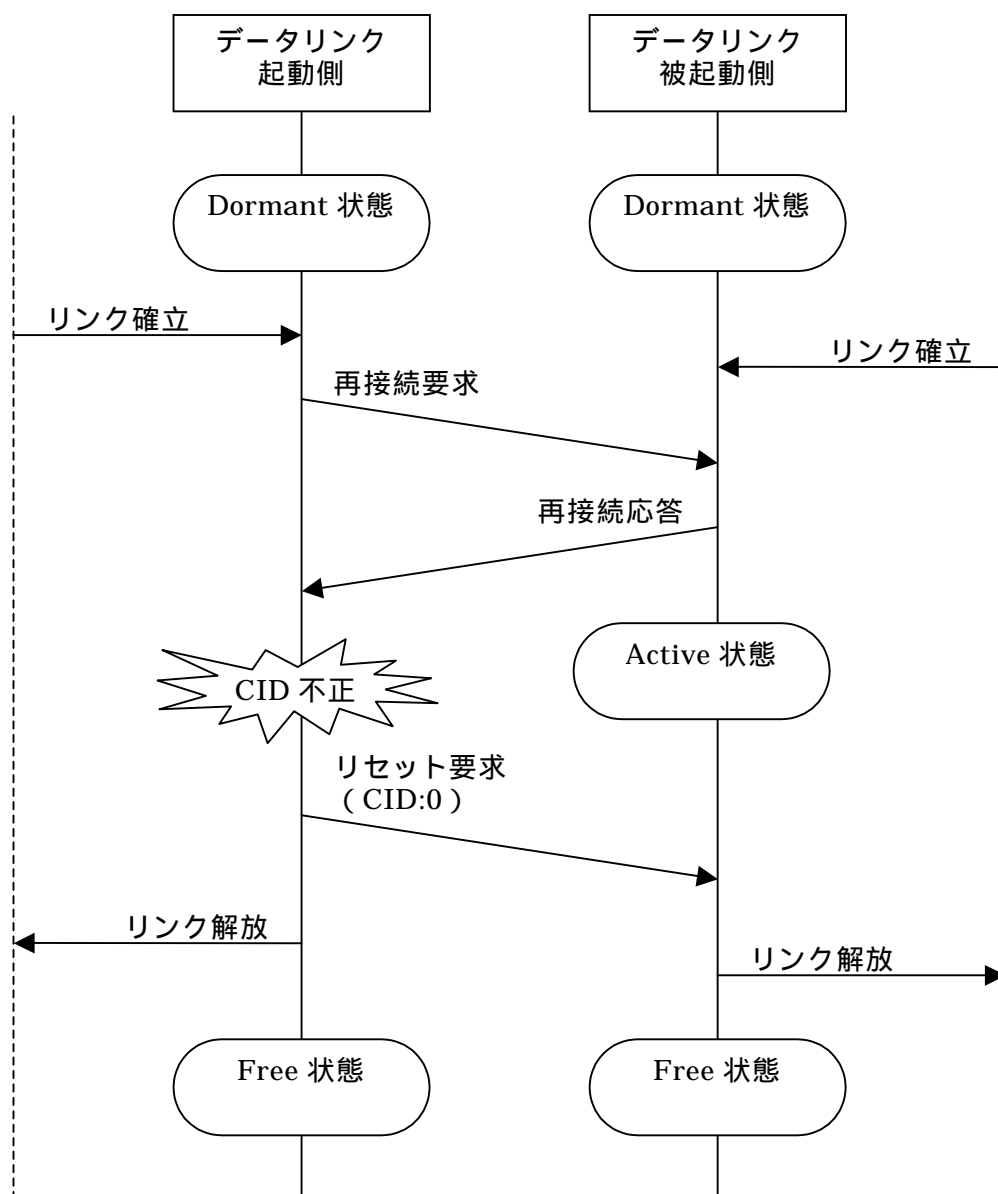 データリンク
起動側
データリンク
被起動側
Dormant 状態
Dormant 状態
リンク確立
リンク確立
再接続要求
再接続応答
Active 状態
CID 不正
リセット要求
( CID:0 )
リンク解放
リンク解放
Free 状態
Free 状態